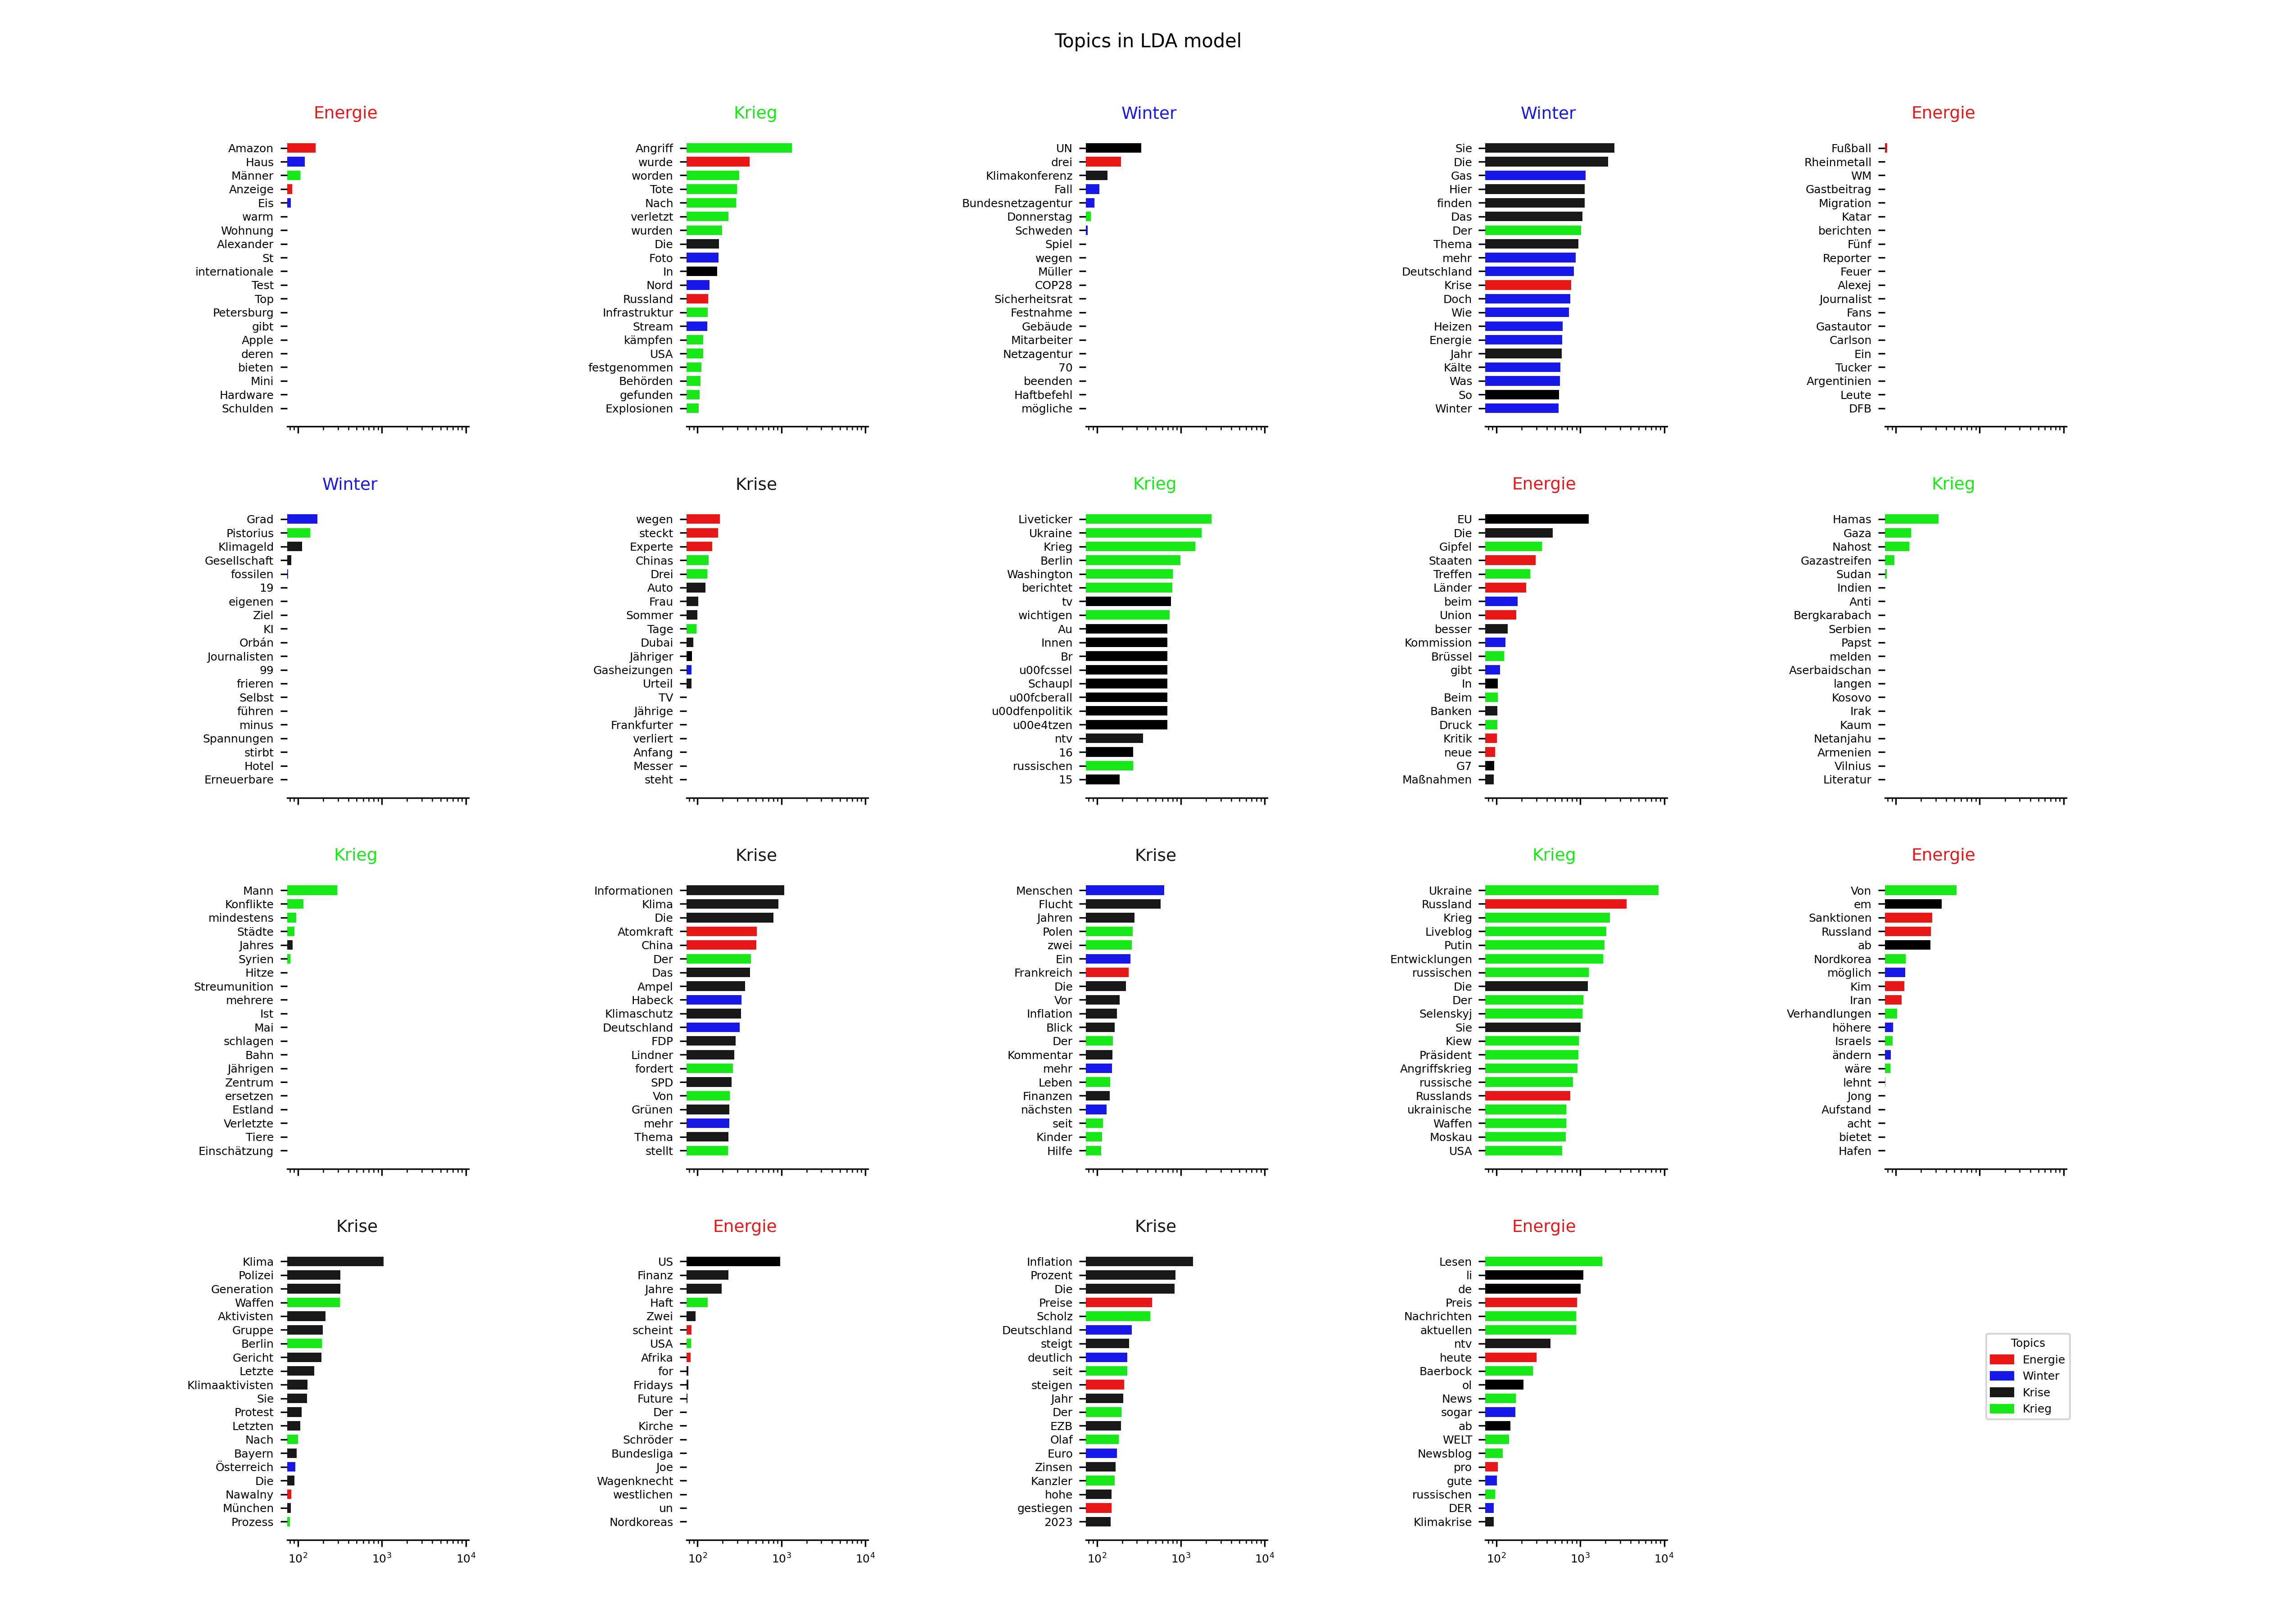 Topics in LDA model
Energie
Amazon
Haus
Männer
Anzeige
Eis
warm
Wohnung
Alexander
St
internationale
Test
Top
Petersburg
gibt
Apple
deren
bieten
Mini
Hardware
Schulden
Krieg
Angriff
wurde
worden
Tote
Nach
verletzt
wurden
Die
Foto
In
Nord
Russland
Infrastruktur
Stream
kämpfen
USA
festgenommen
Behörden
gefunden
Explosionen
Winter
UN
drei
Klimakonferenz
Fall
Bundesnetzagentur
Donnerstag
Schweden
Spiel
wegen
Müller
COP28
Sicherheitsrat
Festnahme
Gebäude
Mitarbeiter
Netzagentur
70
beenden
Haftbefehl
mögliche
Winter
Sie
Die
Gas
Hier
finden
Das
Der
Thema
mehr
Deutschland
Krise
Doch
Wie
Heizen
Energie
Jahr
Kälte
Was
So
Winter
Energie
Fußball
Rheinmetall
WM
Gastbeitrag
Migration
Katar
berichten
Fünf
Reporter
Feuer
Alexej
Journalist
Fans
Gastautor
Carlson
Ein
Tucker
Argentinien
Leute
DFB
Winter
Grad
Pistorius
Klimageld
Gesellschaft
fossilen
19
eigenen
Ziel
KI
Orbán
Journalisten
99
frieren
Selbst
führen
minus
Spannungen
stirbt
Hotel
Erneuerbare
Krise
wegen
steckt
Experte
Chinas
Drei
Auto
Frau
Sommer
Tage
Dubai
Jähriger
Gasheizungen
Urteil
TV
Jährige
Frankfurter
verliert
Anfang
Messer
steht
Krieg
Liveticker
Ukraine
Krieg
Berlin
Washington
berichtet
tv
wichtigen
Au
Innen
Br
u00fcssel
Schaupl
u00fcberall
u00dfenpolitik
u00e4tzen
ntv
16
russischen
15
Energie
EU
Die
Gipfel
Staaten
Treffen
Länder
beim
Union
besser
Kommission
Brüssel
gibt
In
Beim
Banken
Druck
Kritik
neue
G7
Maßnahmen
Krieg
Hamas
Gaza
Nahost
Gazastreifen
Sudan
Indien
Anti
Bergkarabach
Serbien
Papst
melden
Aserbaidschan
langen
Kosovo
Irak
Kaum
Netanjahu
Armenien
Vilnius
Literatur
Krieg
Mann
Konflikte
mindestens
Städte
Jahres
Syrien
Hitze
Streumunition
mehrere
Ist
Mai
schlagen
Bahn
Jährigen
Zentrum
ersetzen
Estland
Verletzte
Tiere
Einschätzung
Krise
Informationen
Klima
Die
Atomkraft
China
Der
Das
Ampel
Habeck
Klimaschutz
Deutschland
FDP
Lindner
fordert
SPD
Von
Grünen
mehr
Thema
stellt
Krise
Menschen
Flucht
Jahren
Polen
zwei
Ein
Frankreich
Die
Vor
Inflation
Blick
Der
Kommentar
mehr
Leben
Finanzen
nächsten
seit
Kinder
Hilfe
Krieg
Ukraine
Russland
Krieg
Liveblog
Putin
Entwicklungen
russischen
Die
Der
Selenskyj
Sie
Kiew
Präsident
Angriffskrieg
russische
Russlands
ukrainische
Waffen
Moskau
USA
Energie
Von
em
Sanktionen
Russland
ab
Nordkorea
möglich
Kim
Iran
Verhandlungen
höhere
Israels
ändern
wäre
lehnt
Jong
Aufstand
acht
bietet
Hafen
Krise
Klima
Polizei
Generation
Waffen
Aktivisten
Gruppe
Berlin
Gericht
Letzte
Klimaaktivisten
Sie
Protest
Letzten
Nach
Bayern
Österreich
Die
Nawalny
München
Prozess
10² 10³ 10⁴
Energie
US
Finanz
Jahre
Haft
Zwei
scheint
USA
Afrika
for
Fridays
Future
Der
Kirche
Schröder
Bundesliga
Joe
Wagenknecht
westlichen
un
Nordkoreas
10² 10³ 10⁴
Krise
Inflation
Prozent
Die
Preise
Scholz
Deutschland
steigt
deutlich
seit
steigen
Jahr
Der
EZB
Olaf
Euro
Zinsen
Kanzler
hohe
gestiegen
2023
10² 10³ 10⁴
Energie
Lesen
li
de
Preis
Nachrichten
aktuellen
ntv
heute
Baerbock
ol
News
sogar
ab
WELT
Newsblog
pro
gute
russischen
DER
Klimakrise
10² 10³ 10⁴
Topics
Energie
Winter
Krise
Krieg